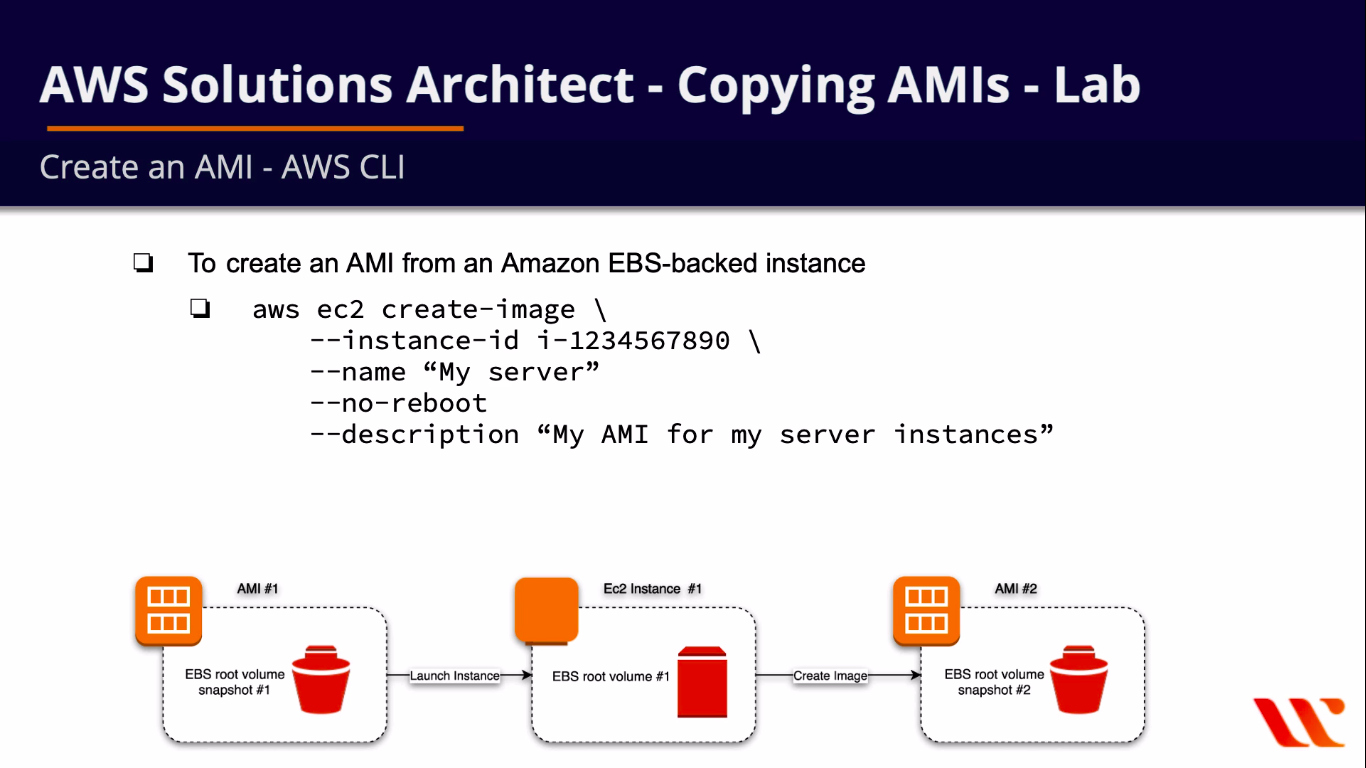 AWS Solutions Architect - Copying AMIs - Lab
Create an AMI - AWS CLI
To create an AMI from an Amazon EBS-backed instance
aws ec2 create-image \
--instance-id i-1234567890 \
--name “My server”
--no-reboot
--description “My AMI for my server instances”
AMI #1
EBS root volume
snapshot #1
Launch Instance
Ec2 Instance #1
EBS root volume #1
Create Image
AMI #2
EBS root volume
snapshot #2